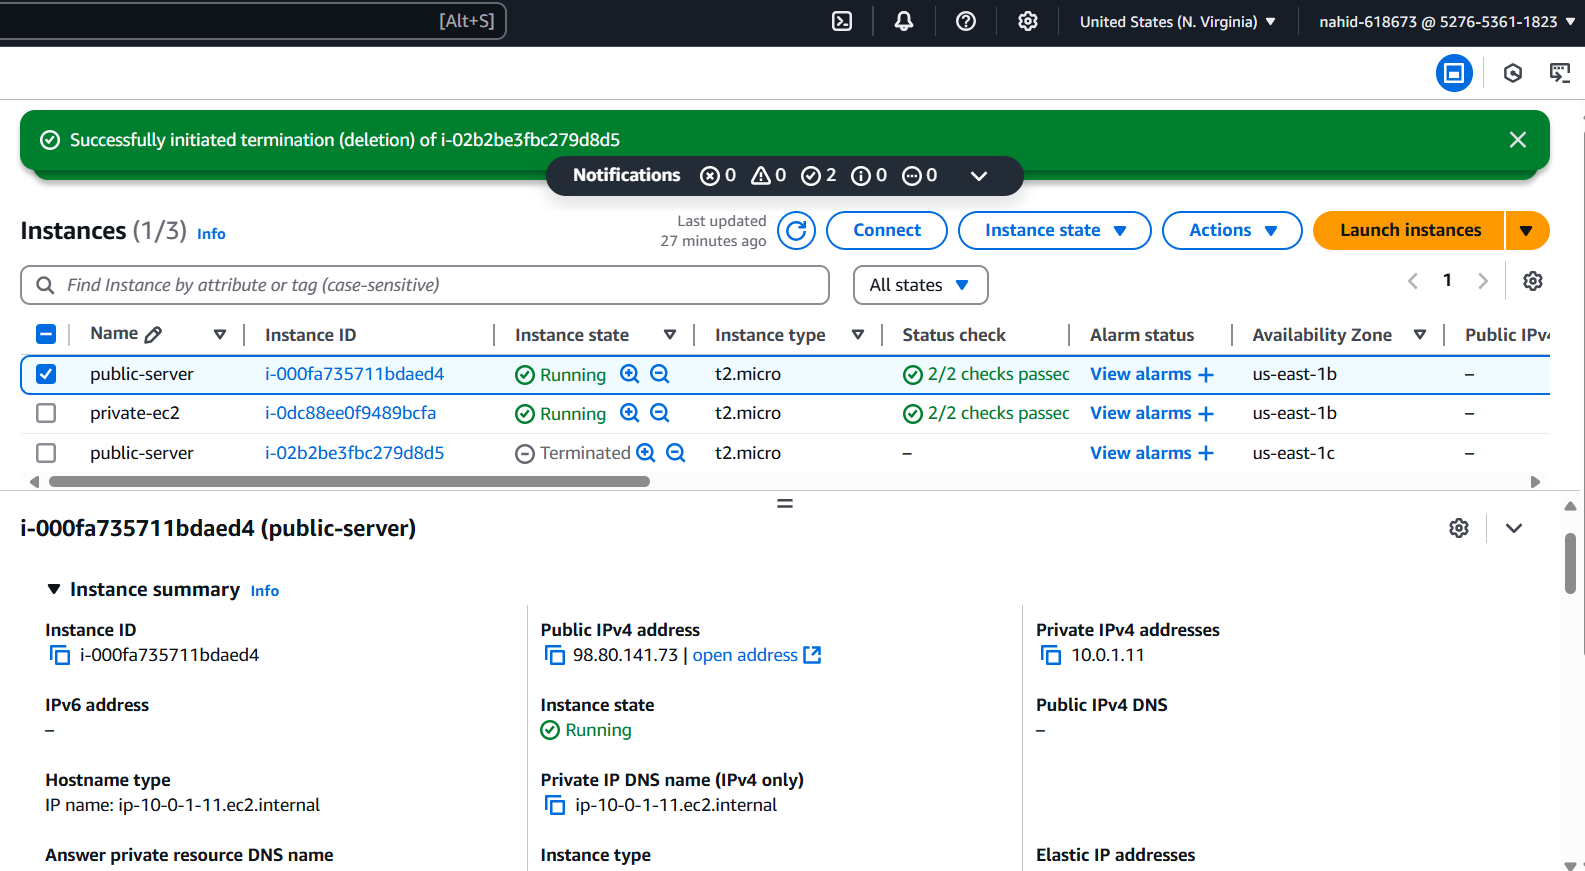 [Alt+S] United States (N. Virginia) nahid-618673 @ 5276-5361-1823
Successfully initiated termination (deletion) of i-02b2be3fbc279d8d5
Notifications 0 0 2 0 0
Instances (1/3) Info
Last updated
27 minutes ago
Connect Instance state Actions Launch instances
Find Instance by attribute or tag (case-sensitive) All states 1
Name Instance ID Instance state Instance type Status check Alarm status Availability Zone Public IPv4
public-server i-000fa735711bdaed4 Running t2.micro 2/2 checks passed View alarms + us-east-1b –
private-ec2 i-0dc88ee0f9489bcfa Running t2.micro 2/2 checks passed View alarms + us-east-1b –
public-server i-02b2be3fbc279d8d5 Terminated t2.micro – View alarms + us-east-1c –
i-000fa735711bdaed4 (public-server)
Instance summary Info
Instance ID Public IPv4 address Private IPv4 addresses
i-000fa735711bdaed4 98.80.141.73 | open address 10.0.1.11
IPv6 address Instance state Public IPv4 DNS
– Running –
Hostname type Private IP DNS name (IPv4 only)
IP name: ip-10-0-1-11.ec2.internal ip-10-0-1-11.ec2.internal
Answer private resource DNS name Instance type Elastic IP addresses